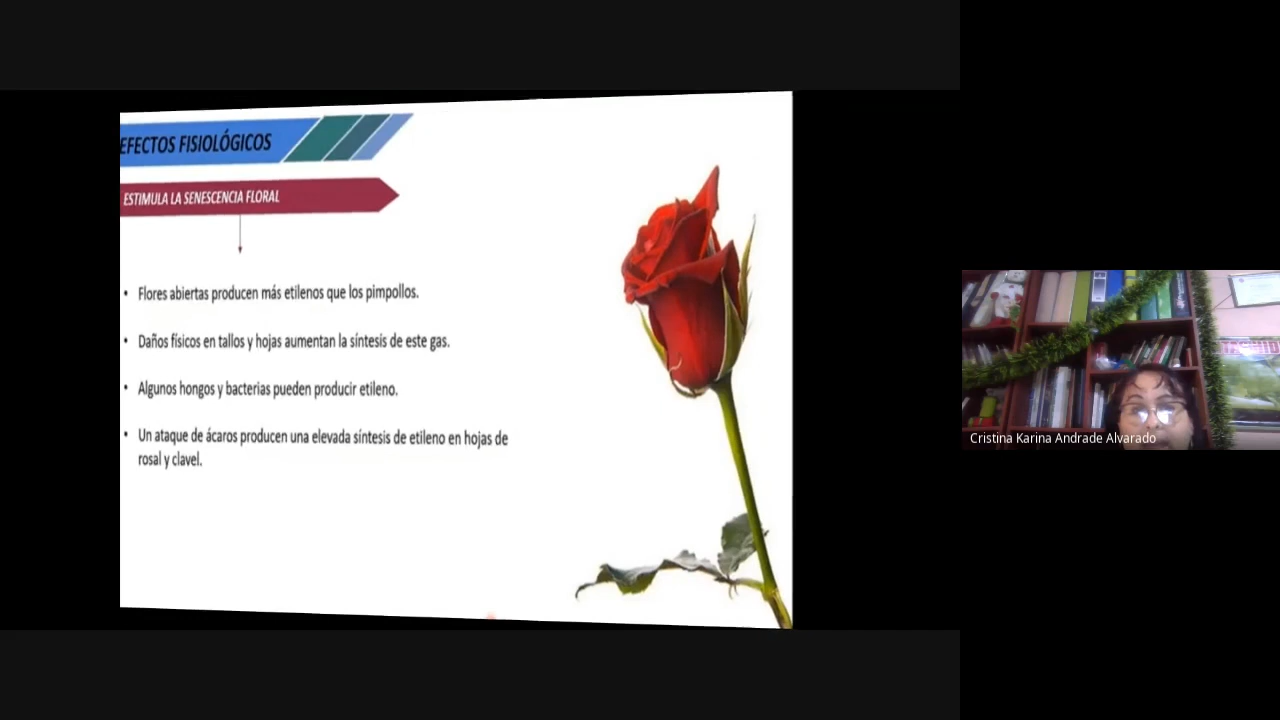 EFECTOS FISIOLÓGICOS
ESTIMULA LA SENESCENCIA FLORAL
• Flores abiertas producen más etilenos que los pimpollos.
• Daños físicos en tallos y hojas aumentan la síntesis de este gas.
• Algunos hongos y bacterias pueden producir etileno.
• Un ataque de ácaros producen una elevada síntesis de etileno en hojas de
rosal y clavel.
Cristina Karina Andrade Alvarado